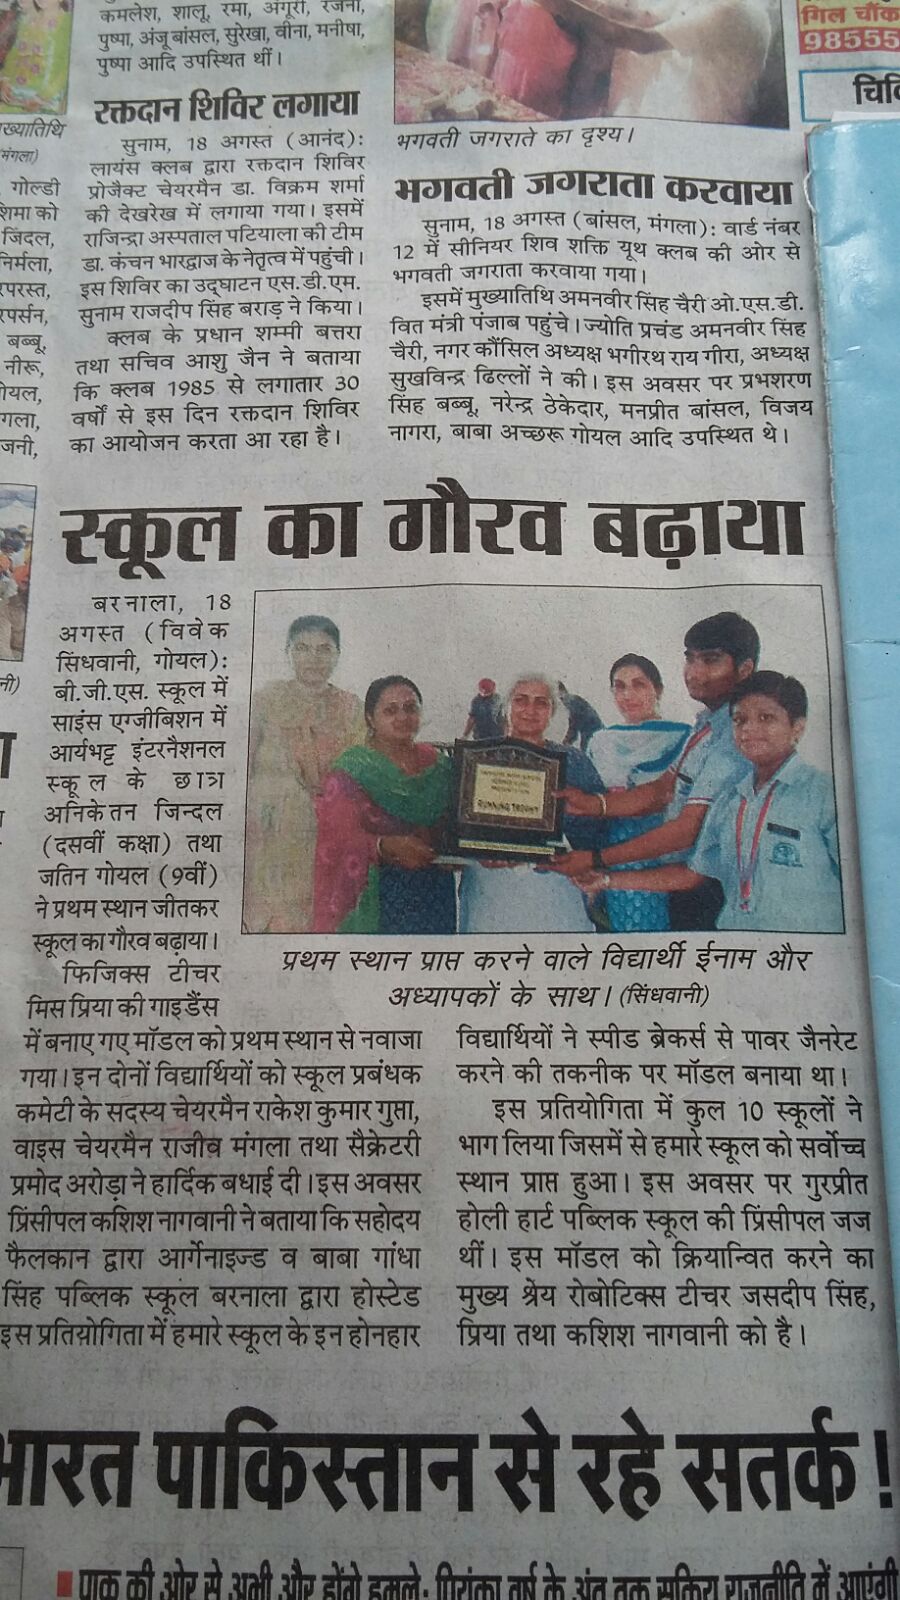 कमलेश, शालू, रमा, अंगूरी, रजना,
पुष्पा, अंजू बांसल, सुरेखा, वीना, मनीषा,
पुष्पा आदि उपस्थित थीं।
रक्तदान शिविर लगाया
सुनाम, 18 अगस्त (आनंद):
लायंस क्लब द्वारा रक्तदान शिविर
प्रोजैक्ट चेयरमैन डा. विक्रम शर्मा
की देखरेख में लगाया गया। इसमें
राजिन्द्रा अस्पताल पटियाला की टीम
डा. कंचन भारद्वाज के नेतृत्व में पहुंची।
इस शिविर का उद्घाटन एस.डी.एम.
सुनाम राजदीप सिंह बराड़ ने किया।
क्लब के प्रधान शम्मी बत्तरा
तथा सचिव आशु जैन ने बताया
कि क्लब 1985 से लगातार 30
वर्षों से इस दिन रक्तदान शिविर
का आयोजन करता आ रहा है।
ख्यातिथि
मंगला)
गोल्डी
शिमा को
जिंदल,
निर्मला,
रपरस्त,
रपर्सन,
बब्बू,
नीरू,
ोयल,
गला,
जनी,
भगवती जगराते का दृश्य।
भगवती जगराता करवाया
सुनाम, 18 अगस्त (बांसल, मंगला): वार्ड नंबर
12 में सीनियर शिव शक्ति यूथ क्लब की ओर से
भगवती जगराता करवाया गया।
इसमें मुख्यातिथि अमनवीर सिंह चैरी ओ.एस.डी.
वित मंत्री पंजाब पहुंचे। ज्योति प्रचंड अमनवीर सिंह
चैरी, नगर कौंसिल अध्यक्ष भगीरथ राय गीरा, अध्यक्ष
सुखविन्द्र ढिल्लों ने की। इस अवसर पर प्रभशरण
सिंह बब्बू, नरेन्द्र ठेकेदार, मनप्रीत बांसल, विजय
नागरा, बाबा अच्छरू गोयल आदि उपस्थित थे।
गिल चौंक
98555
चि
स्कूल का गौरव बढ़ाया
बरनाला, 18
अगस्त (विवेक
सिंधवानी, गोयल):
बी.जी.एस. स्कूल में
साइंस एग्जीबिशन में
आर्यभट्ट इंटरनैशनल
स्कूल के छात्र
अनिकेतन जिन्दल
(दसवीं कक्षा) तथा
जतिन गोयल (9वीं)
ने प्रथम स्थान जीतकर
स्कूल का गौरव बढ़ाया।
फिजिक्स टीचर
मिस प्रिया की गाइडैंस
में बनाए गए मॉडल को प्रथम स्थान से नवाजा
गया। इन दोनों विद्यार्थियों को स्कूल प्रबंधक
कमेटी के सदस्य चेयरमैन राकेश कुमार गुप्ता,
वाइस चेयरमैन राजीव मंगला तथा सैक्रेटरी
प्रमोद अरोड़ा ने हार्दिक बधाई दी। इस अवसर
प्रिंसीपल कशिश नागवानी ने बताया कि सहोदय
फैलकान द्वारा आर्गेनाइज्ड व बाबा गांधा
सिंह पब्लिक स्कूल बरनाला द्वारा होस्टेड
इस प्रतियोगिता में हमारे स्कूल के इन होनहार
RUNNING TROPHY
प्रथम स्थान प्राप्त करने वाले विद्यार्थी ईनाम और
अध्यापकों के साथ। (सिंधवानी)
विद्यार्थियों ने स्पीड ब्रेकर्स से पावर जैनरेट
करने की तकनीक पर मॉडल बनाया था।
इस प्रतियोगिता में कुल 10 स्कूलों ने
भाग लिया जिसमें से हमारे स्कूल को सर्वोच्च
स्थान प्राप्त हुआ। इस अवसर पर गुरप्रीत
होली हार्ट पब्लिक स्कूल की प्रिंसीपल जज
थीं। इस मॉडल को क्रियान्वित करने का
मुख्य श्रेय रोबोटिक्स टीचर जसदीप सिंह,
प्रिया तथा कशिश नागवानी को है।
भारत पाकिस्तान से रहे सतर्क!
पाक की ओर से अभी और होंगे हमले; प्रियंका वर्ष के अंत तक सक्रिय राजनीति में आएंगी